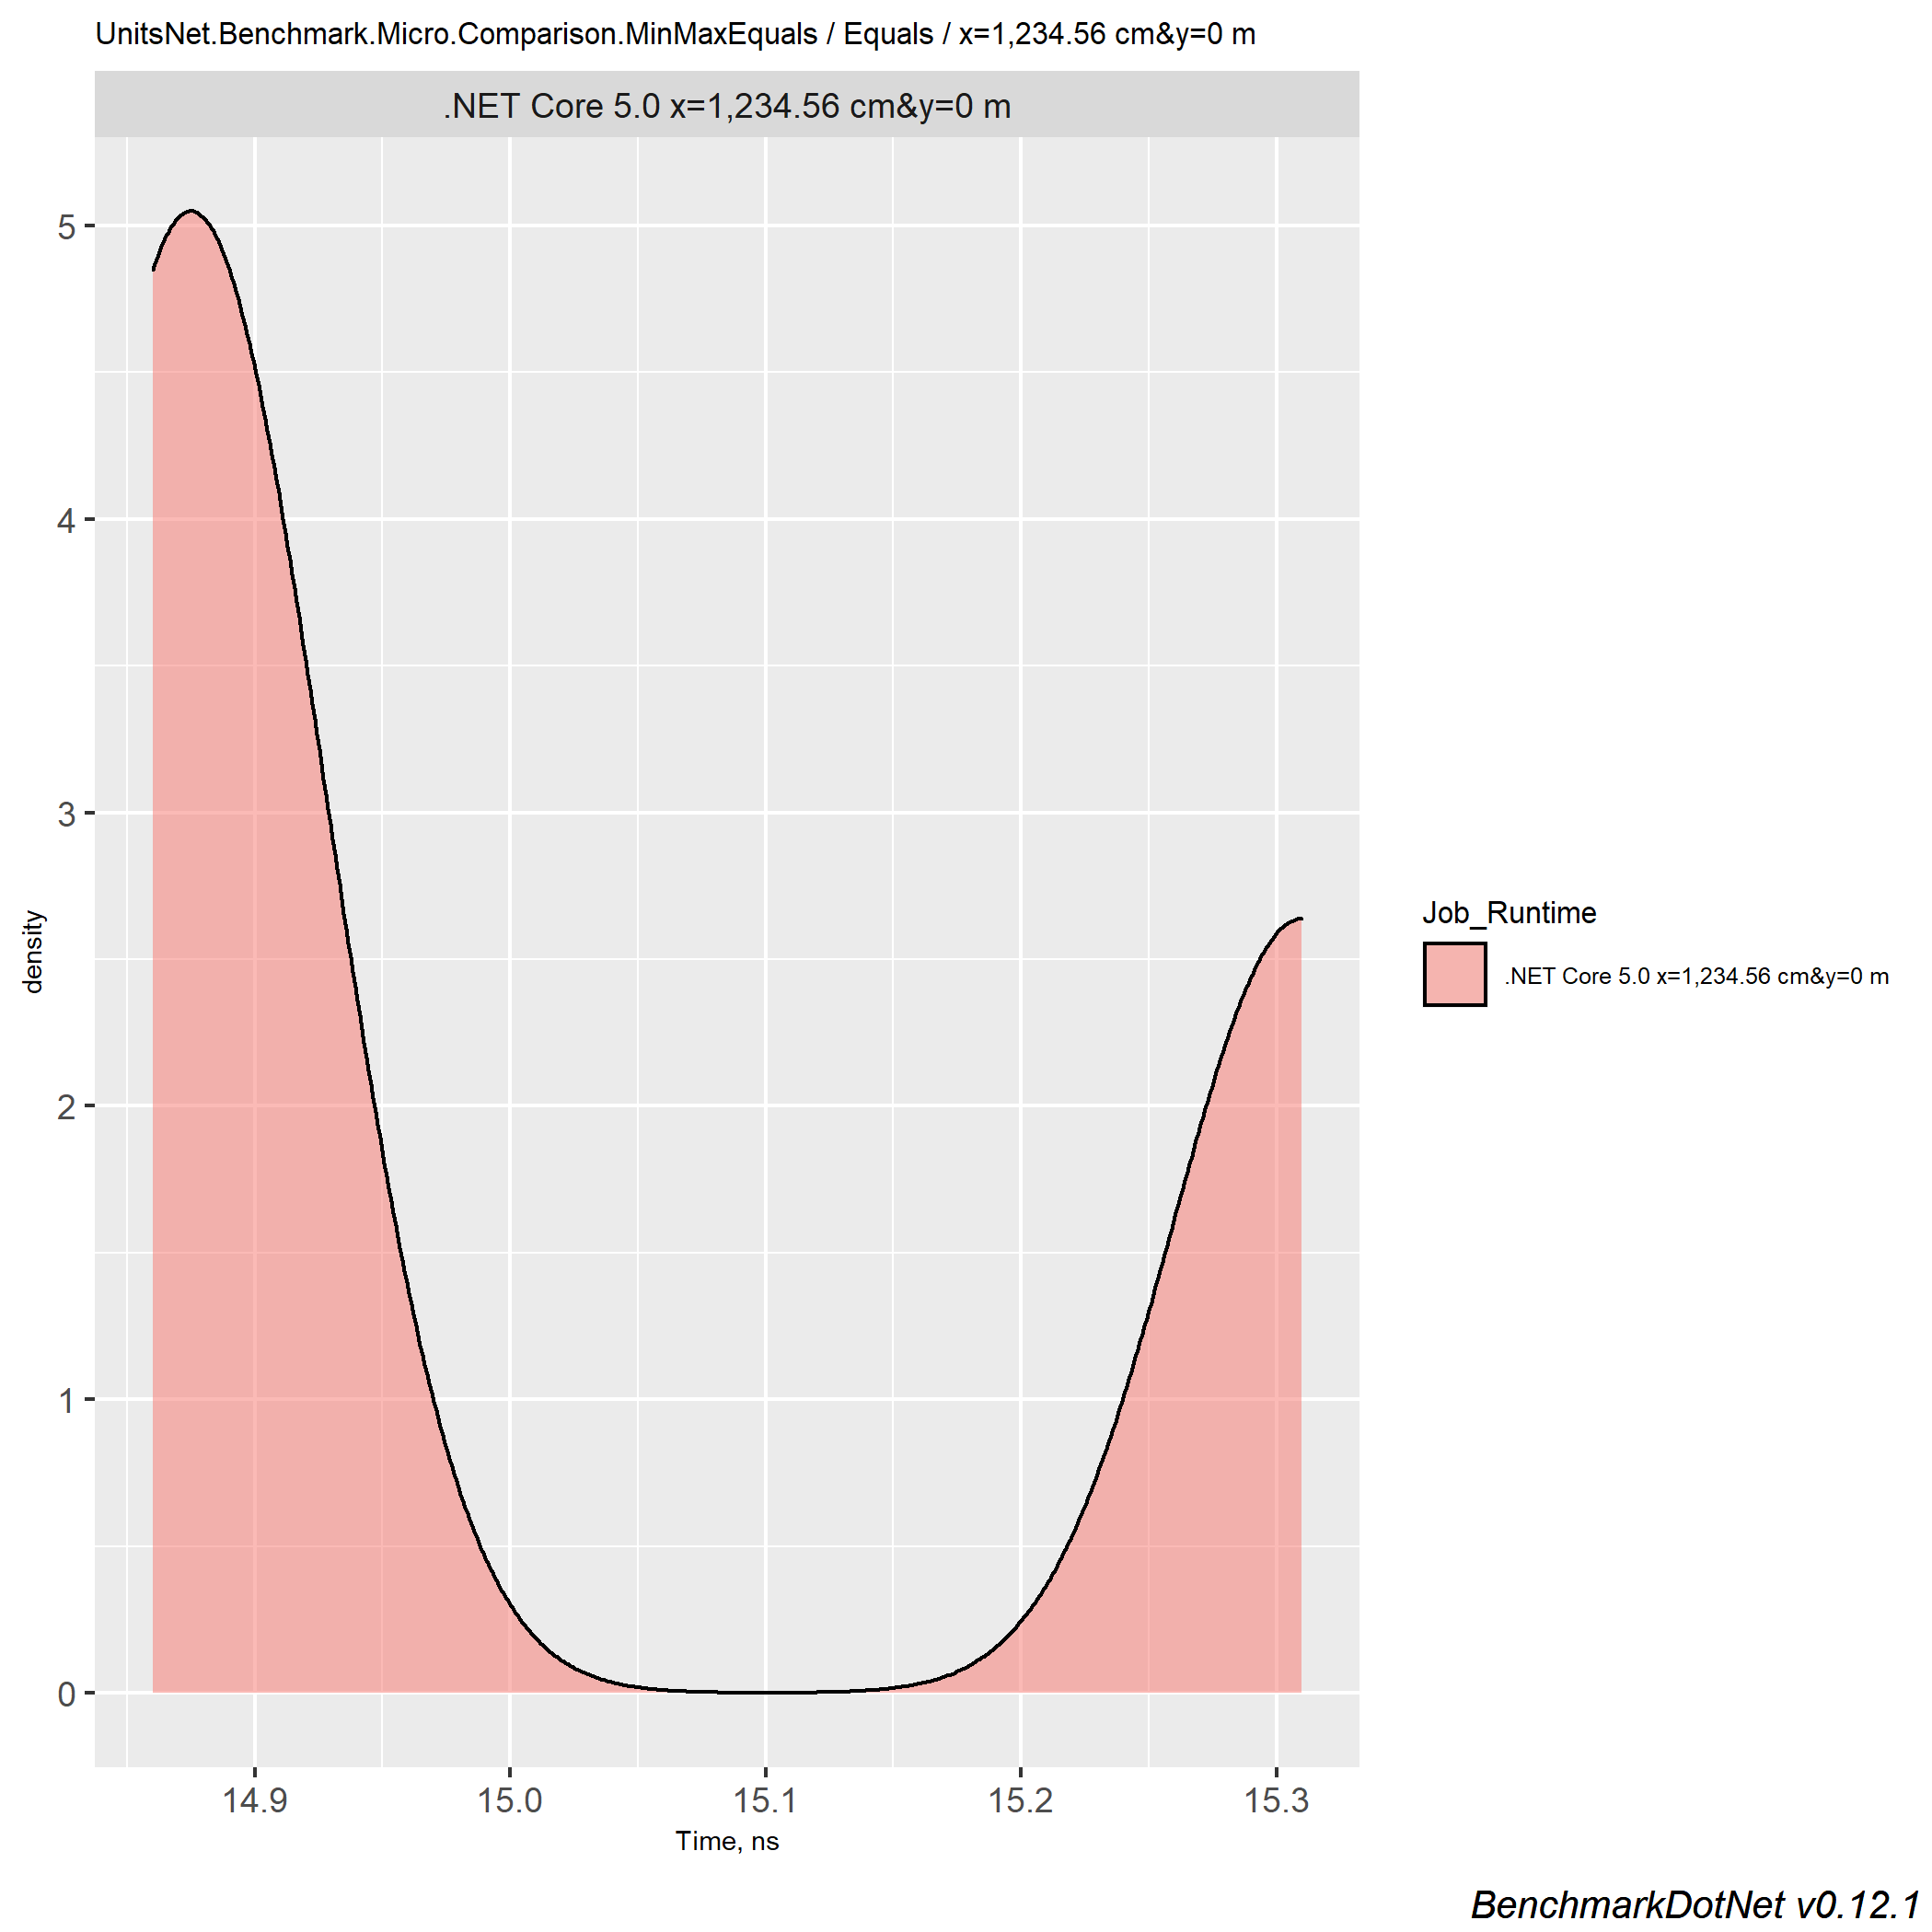 UnitsNet.Benchmark.Micro.Comparison.MinMaxEquals / Equals / x=1,234.56 cm&y=0 m
.NET Core 5.0 x=1,234.56 cm&y=0 m
5
4
3
2
1
0
density
14.9 15.0 15.1 15.2 15.3
Time, ns
Job_Runtime
.NET Core 5.0 x=1,234.56 cm&y=0 m
BenchmarkDotNet v0.12.1